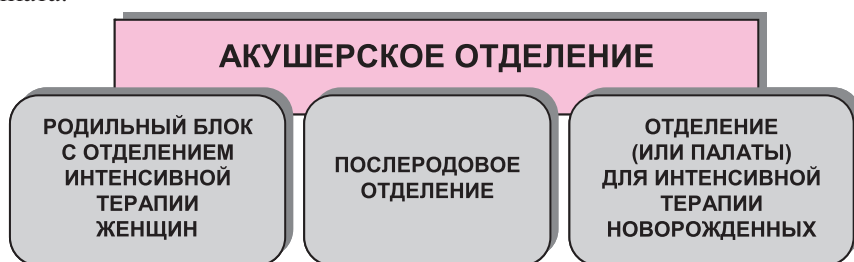 АКУШЕРСКОЕ ОТДЕЛЕНИЕ
РОДИЛЬНЫЙ БЛОК
С ОТДЕЛЕНИЕМ
ИНТЕНСИВНОЙ
ТЕРАПИИ
ЖЕНЩИН
ПОСЛЕРОДОВОЕ
ОТДЕЛЕНИЕ
ОТДЕЛЕНИЕ
(ИЛИ ПАЛАТЫ)
ДЛЯ ИНТЕНСИВНОЙ
ТЕРАПИИ
НОВОРОЖДЕННЫХ